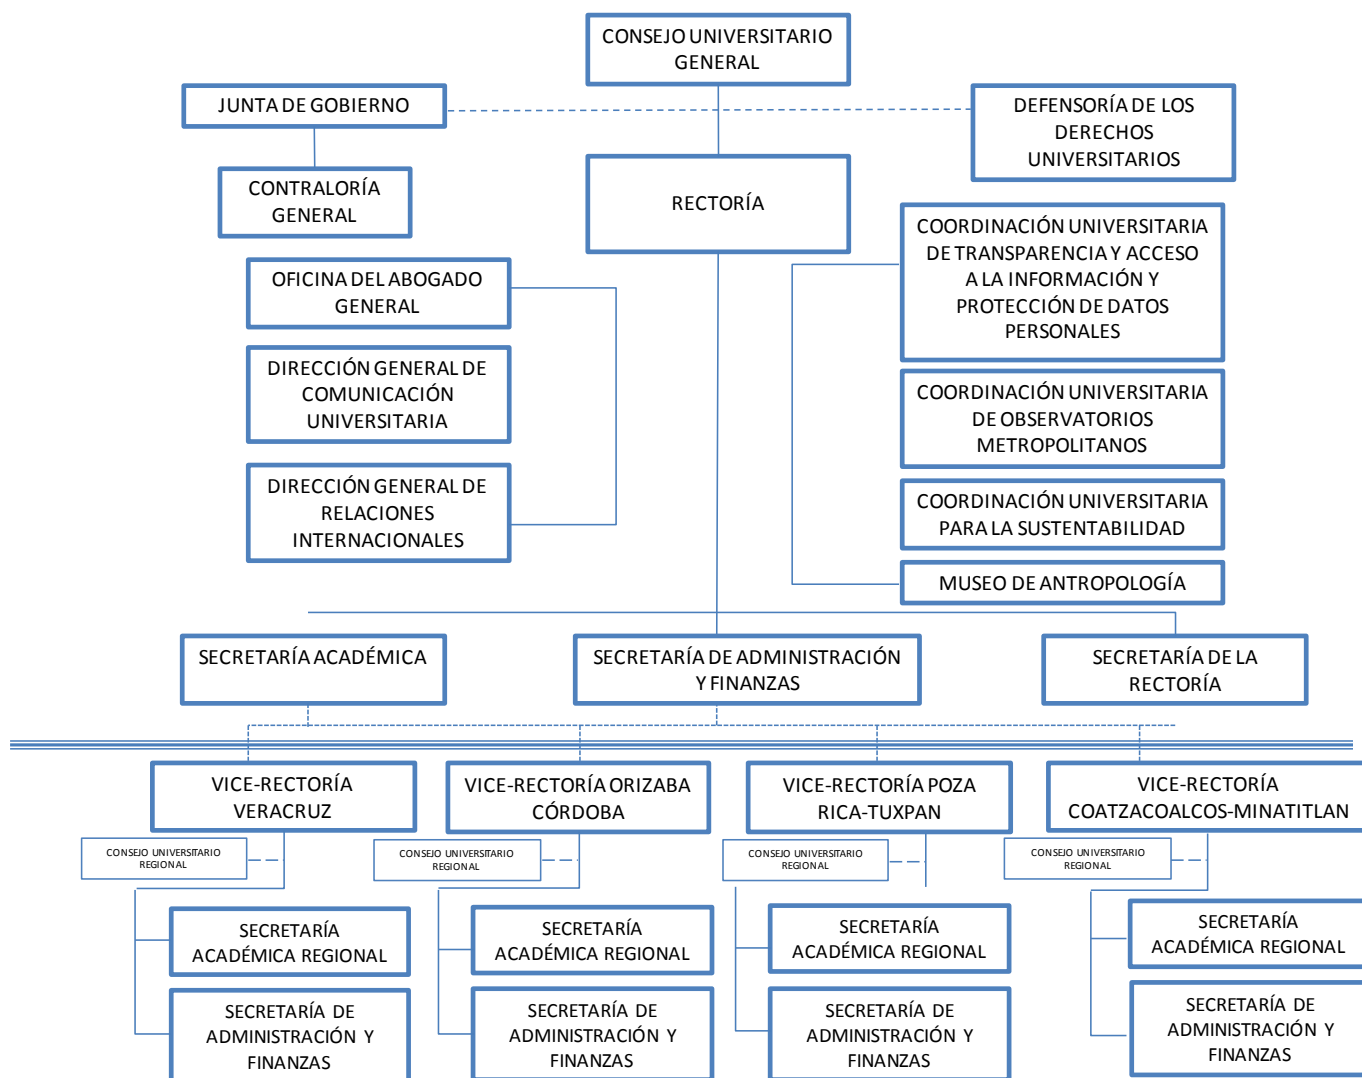 CONSEJO UNIVERSITARIO
GENERAL
JUNTA DE GOBIERNO
DEFENSORÍA DE LOS
DERECHOS
UNIVERSITARIOS
CONTRALORÍA
GENERAL
RECTORÍA
OFICINA DEL ABOGADO
GENERAL
DIRECCIÓN GENERAL DE
COMUNICACIÓN
UNIVERSITARIA
DIRECCIÓN GENERAL DE
RELACIONES
INTERNACIONALES
COORDINACIÓN UNIVERSITARIA
DE TRANSPARENCIA Y ACCESO
A LA INFORMACIÓN Y
PROTECCIÓN DE DATOS
PERSONALES
COORDINACIÓN UNIVERSITARIA
DE OBSERVATORIOS
METROPOLITANOS
COORDINACIÓN UNIVERSITARIA
PARA LA SUSTENTABILIDAD
MUSEO DE ANTROPOLOGÍA
SECRETARÍA ACADÉMICA
SECRETARÍA DE ADMINISTRACIÓN
Y FINANZAS
SECRETARÍA DE LA
RECTORÍA
VICE-RECTORÍA
VERACRUZ
VICE-RECTORÍA ORIZABA
CÓRDOBA
VICE-RECTORÍA POZA
RICA-TUXPAN
VICE-RECTORÍA
COATZACOALCOS-MINATITLAN
CONSEJO UNIVERSITARIO
REGIONAL
CONSEJO UNIVERSITARIO
REGIONAL
CONSEJO UNIVERSITARIO
REGIONAL
CONSEJO UNIVERSITARIO
REGIONAL
SECRETARÍA
ACADÉMICA REGIONAL
SECRETARÍA
ACADÉMICA REGIONAL
SECRETARÍA
ACADÉMICA REGIONAL
SECRETARÍA
ACADÉMICA REGIONAL
SECRETARÍA DE
ADMINISTRACIÓN Y
FINANZAS
SECRETARÍA DE
ADMINISTRACIÓN Y
FINANZAS
SECRETARÍA DE
ADMINISTRACIÓN Y
FINANZAS
SECRETARÍA DE
ADMINISTRACIÓN Y
FINANZAS